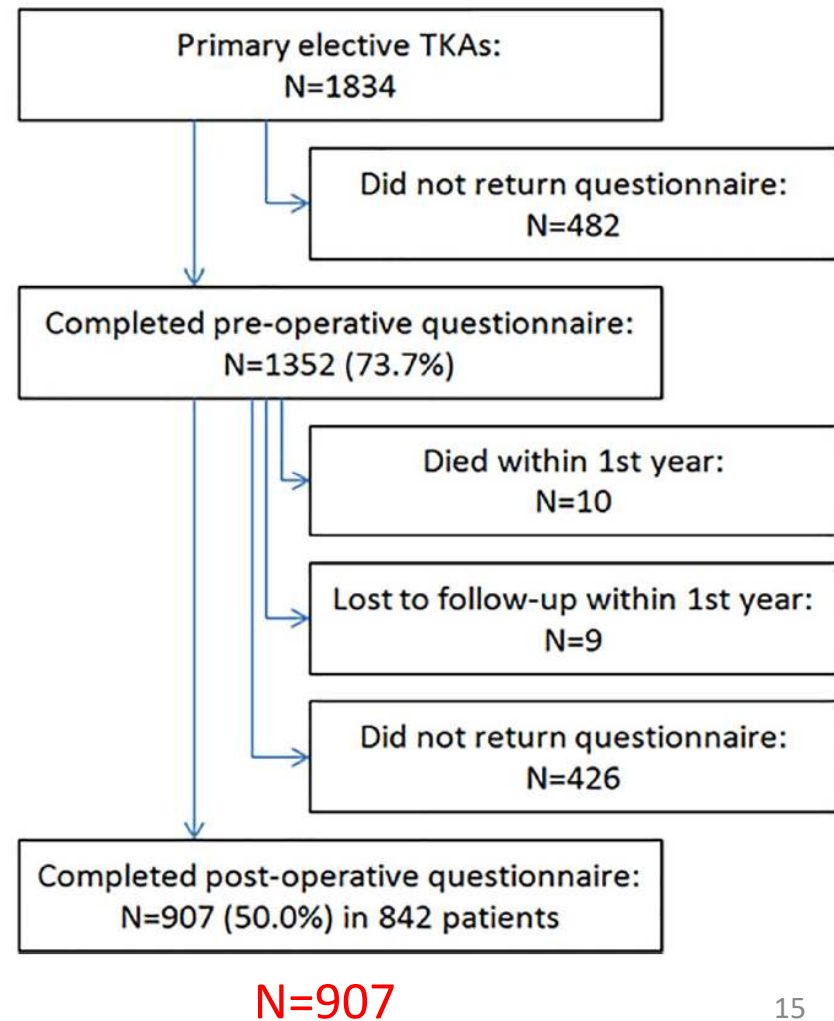 Primary elective TKAs:
N=1834
Did not return questionnaire:
N=482
Completed pre-operative questionnaire:
N=1352 (73.7%)
Died within 1st year:
N=10
Lost to follow-up within 1st year:
N=9
Did not return questionnaire:
N=426
Completed post-operative questionnaire:
N=907 (50.0%) in 842 patients
N=907
15